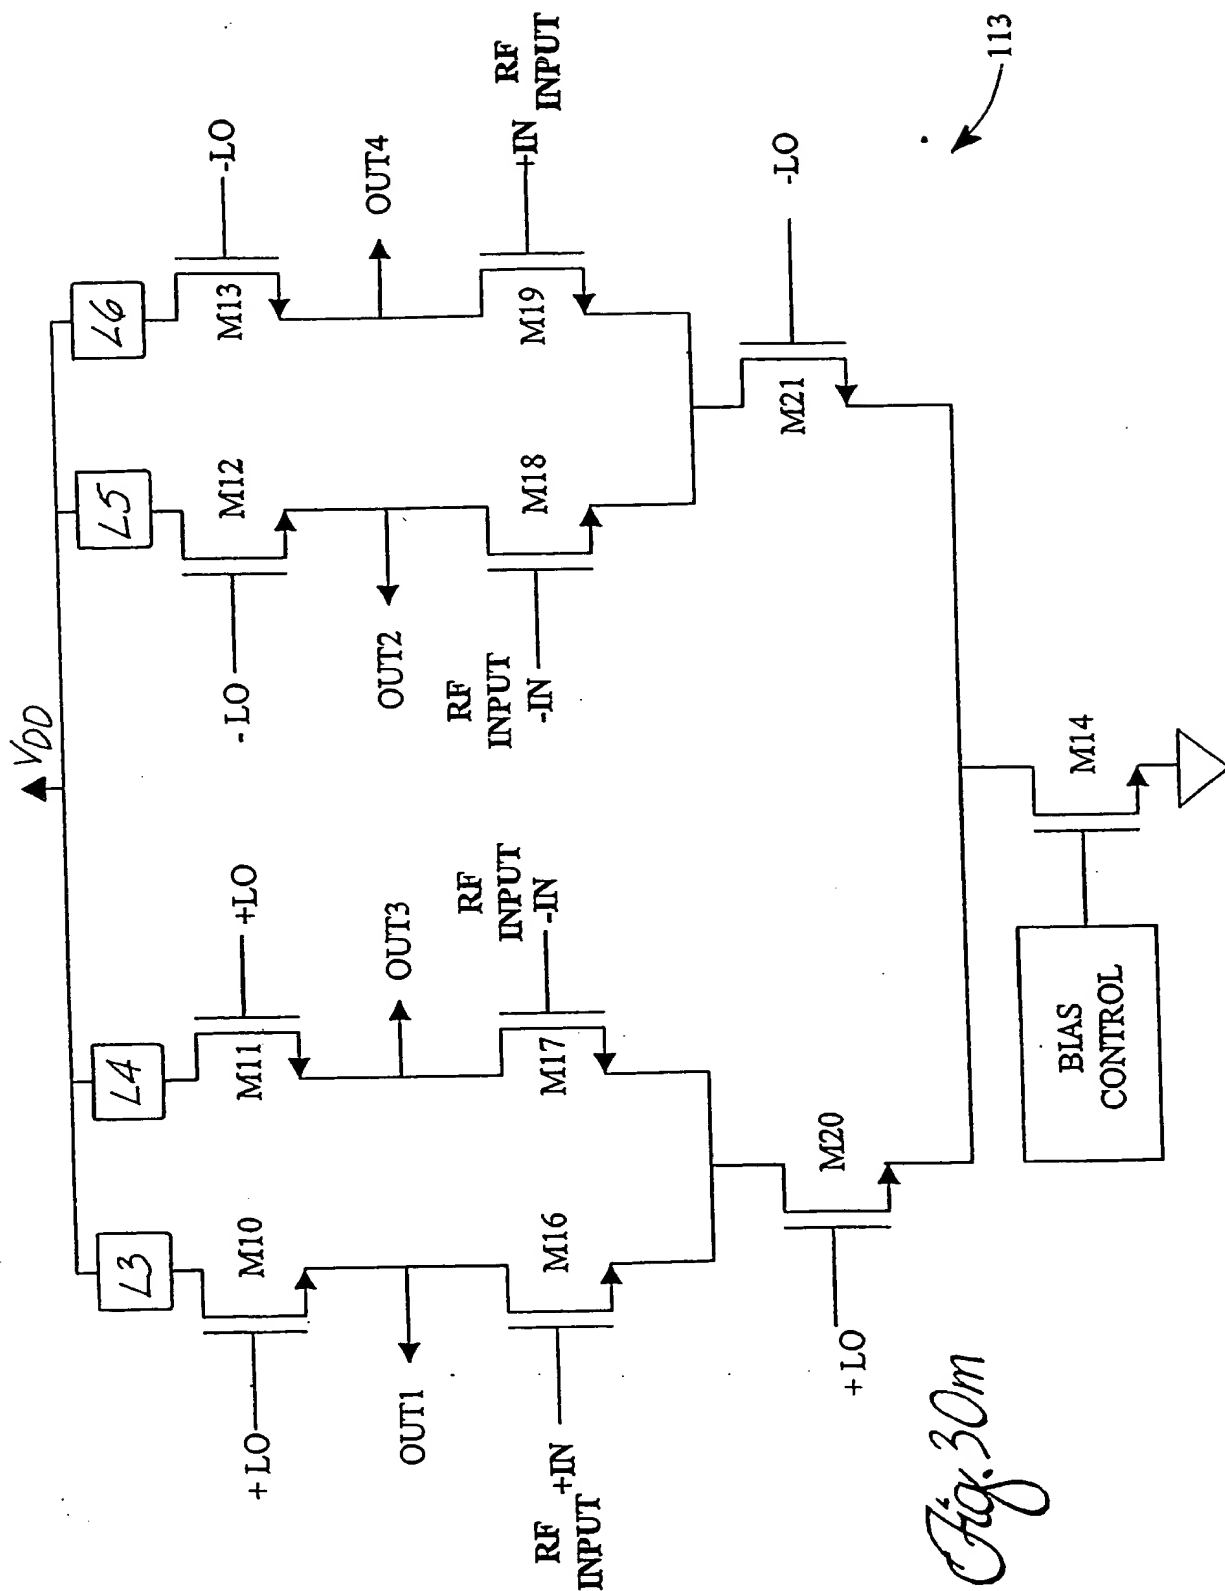 VDD
L3
L4
L5
L6
+LO
M10
M11
+LO
-LO
M12
M13
-LO
OUT1
OUT3
OUT2
OUT4
RF
INPUT
+IN
M16
M17
RF
INPUT
-IN
RF
INPUT
-IN
M18
M19
+IN
RF
INPUT
+LO
M20
M21
-LO
BIAS
CONTROL
M14
113
Fig. 30m